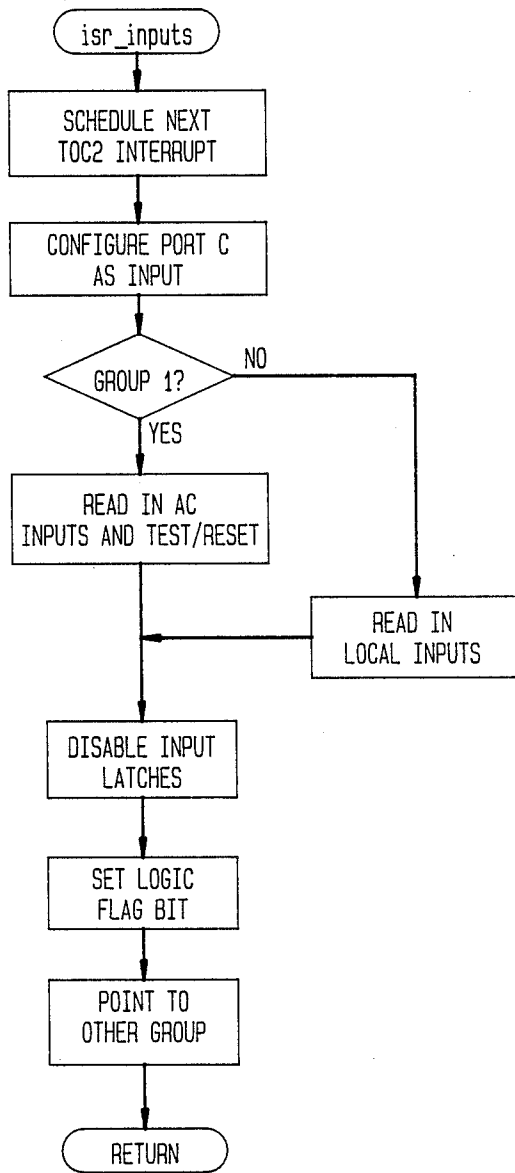 isr_inputs
SCHEDULE NEXT
TOC2 INTERRUPT
CONFIGURE PORT C
AS INPUT
GROUP 1?
NO
YES
READ IN AC
INPUTS AND TEST/RESET
READ IN
LOCAL INPUTS
DISABLE INPUT
LATCHES
SET LOGIC
FLAG BIT
POINT TO
OTHER GROUP
RETURN